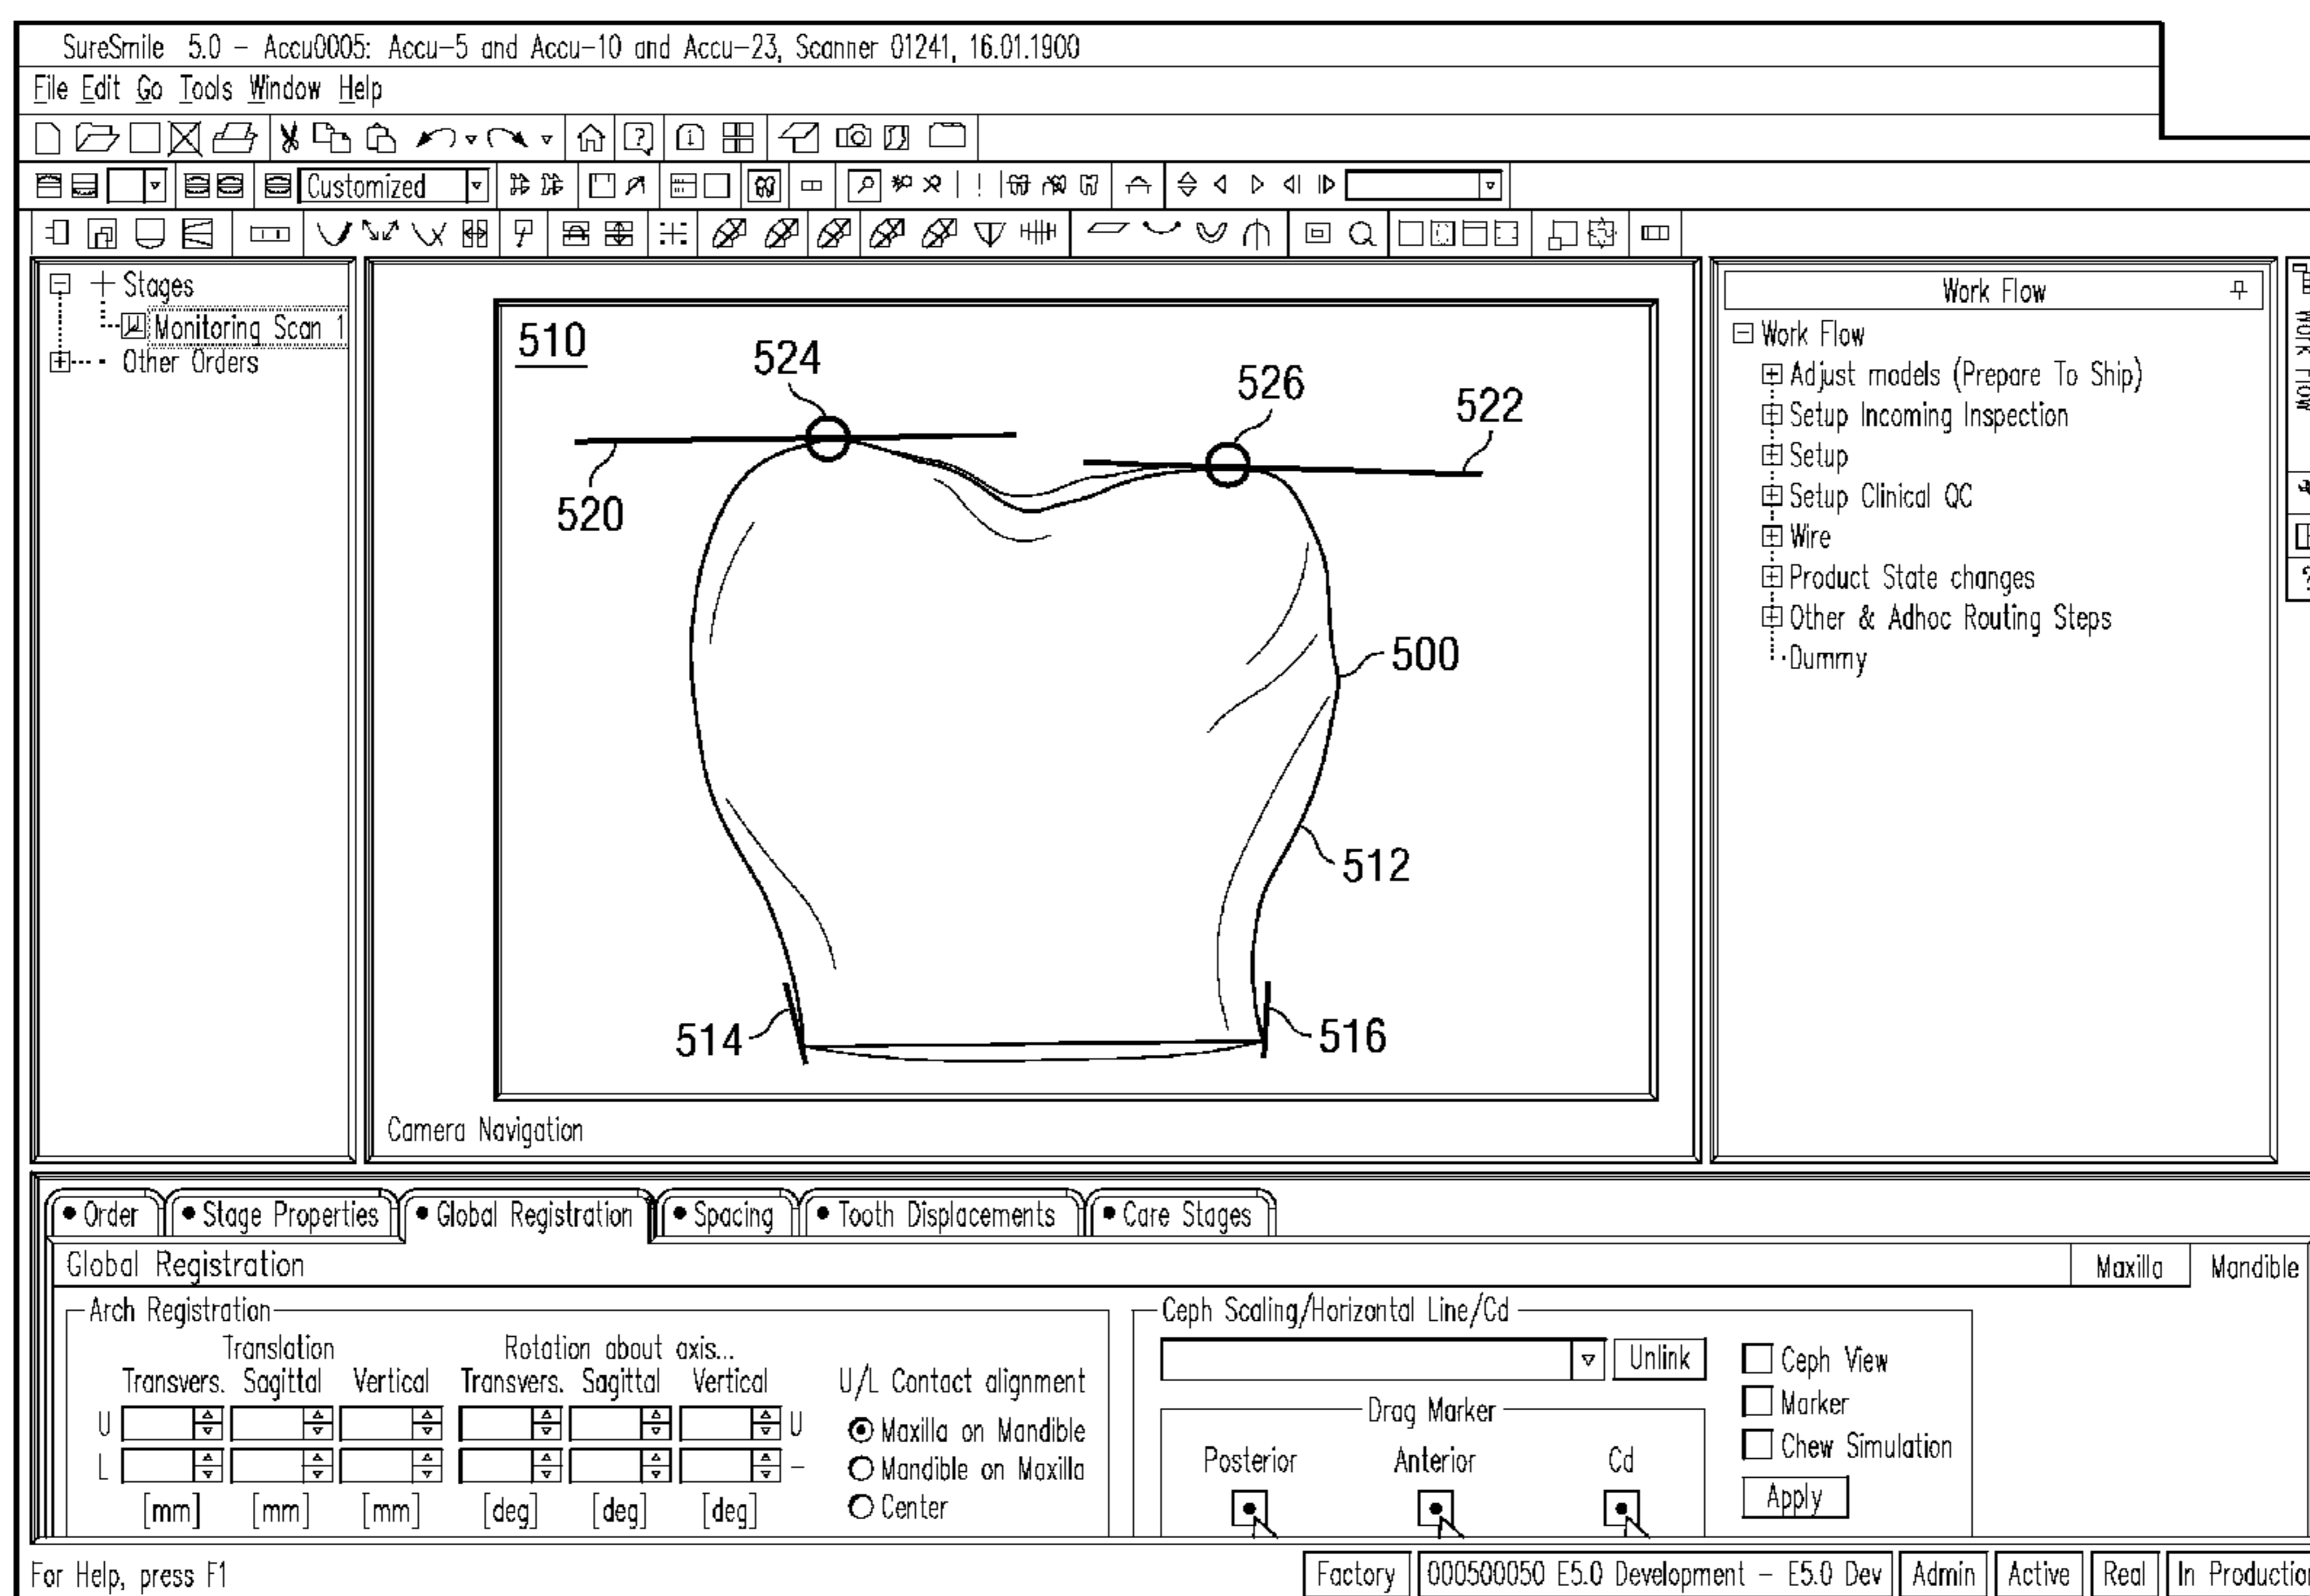 SureSmile 5.0 – Accu0005: Accu-5 and Accu-10 and Accu-23, Scanner 01241, 16.01.1900
File Edit Go Tools Window Help
Customized
Stages
Monitoring Scan 1
Other Orders
510
524
526
522
520
500
512
514
516
Camera Navigation
Work Flow
Work Flow
Adjust models (Prepare To Ship)
Setup Incoming Inspection
Setup
Setup Clinical QC
Wire
Product State changes
Other & Adhoc Routing Steps
Dummy
Work Flow
Order Stage Properties Global Registration Spacing Tooth Displacements Care Stages
Global Registration Maxilla Mandible
Arch Registration
Translation Rotation about axis...
Transvers. Sagittal Vertical Transvers. Sagittal Vertical
U U
L –
[mm] [mm] [mm] [deg] [deg] [deg]
U/L Contact alignment
Maxilla on Mandible
Mandible on Maxilla
Center
Ceph Scaling/Horizontal Line/Cd
Unlink
Drag Marker
Posterior Anterior Cd
Ceph View
Marker
Chew Simulation
Apply
For Help, press F1
Factory 000500050 E5.0 Development – E5.0 Dev Admin Active Real In Production